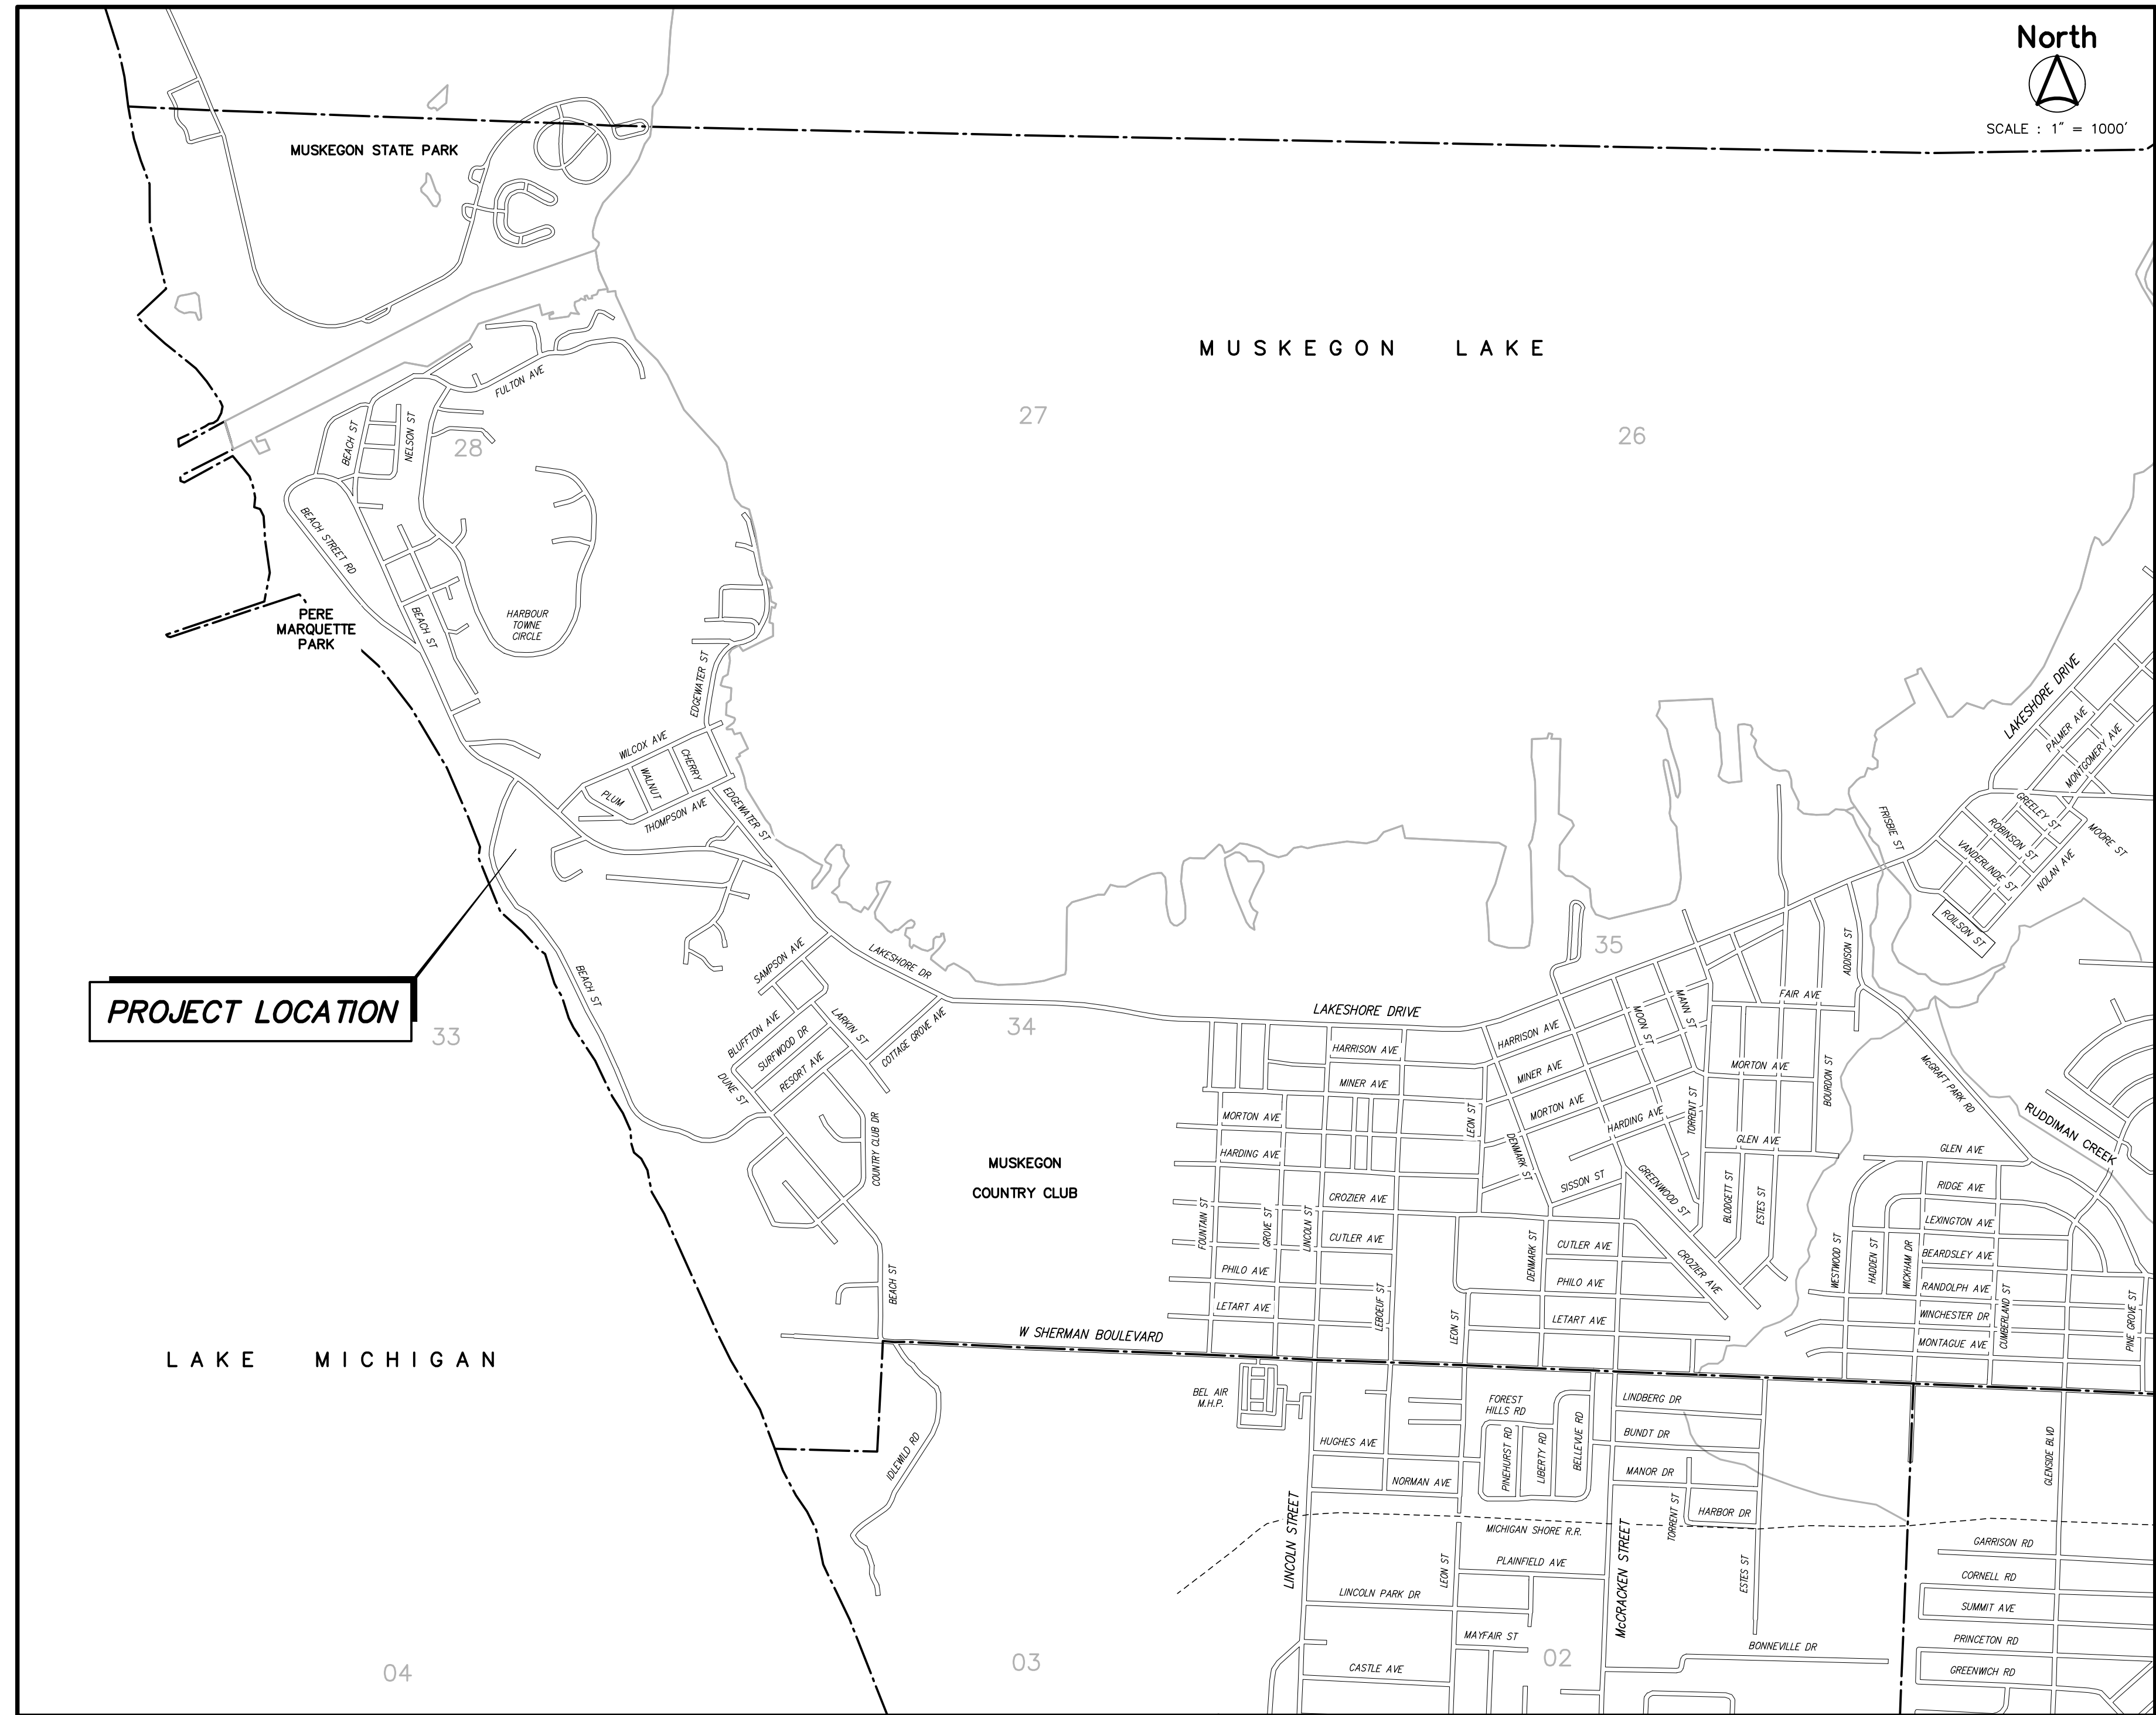 North
SCALE : 1" = 1000'
MUSKEGON STATE PARK
MUSKEGON LAKE
FULTON AVE
27
26
28
BEACH ST
NELSON ST
BEACH STREET RD
PERE
MARQUETTE
PARK
BEACH ST
HARBOUR
TOWNE
CIRCLE
EDGEWATER ST
WILCOX AVE
CHERRY
WALNUT
PLUM
THOMPSON AVE
EDGEWATER ST
LAKESHORE DRIVE
PALMER AVE
MONTGOMERY AVE
FRISBIE ST
GREELEY ST
ROBINSON ST
MOORE ST
VANDERLINDE ST
NOLAN AVE
ROILSON ST
PROJECT LOCATION
33
BEACH ST
SAMPSON AVE
LAKESHORE DR
BLUFFTON AVE
SURFWOOD DR
LARKIN ST
COTTAGE GROVE AVE
RESORT AVE
DUNE ST
COUNTRY CLUB DR
34
35
LAKESHORE DRIVE
ADDISON ST
FAIR AVE
MANN ST
MOON ST
HARRISON AVE
HARRISON AVE
MINER AVE
MINER AVE
MORTON AVE
MORTON AVE
MORTON AVE
BOURDON ST
McGRAFT PARK RD
RUDDIMAN CREEK
LEON ST
HARDING AVE
HARDING AVE
TORRENT ST
DENMARK ST
GLEN AVE
GLEN AVE
MUSKEGON
COUNTRY CLUB
SISSON ST
GREENWOOD ST
BLODGETT ST
ESTES ST
RIDGE AVE
CROZIER AVE
FOUNTAIN ST
GROVE ST
LINCOLN ST
LEXINGTON AVE
CUTLER AVE
CUTLER AVE
DENMARK ST
CROZIER AVE
WESTWOOD ST
HADDEN ST
WICKHAM DR
BEARDSLEY AVE
PHILO AVE
PHILO AVE
RANDOLPH AVE
BEACH ST
LETART AVE
LETART AVE
LEBOEUF ST
LEON ST
WINCHESTER DR
CUMBERLAND ST
PINE GROVE ST
MONTAGUE AVE
W SHERMAN BOULEVARD
LAKE MICHIGAN
BEL AIR
M.H.P.
FOREST
HILLS RD
LINDBERG DR
IDLEWILD RD
HUGHES AVE
PINEHURST RD
LIBERTY RD
BELLEVUE RD
BUNDT DR
GLENSIDE BLVD
NORMAN AVE
MANOR DR
TORRENT ST
HARBOR DR
LINCOLN STREET
MICHIGAN SHORE R.R.
McCRACKEN STREET
GARRISON RD
PLAINFIELD AVE
LEON ST
ESTES ST
CORNELL RD
LINCOLN PARK DR
SUMMIT AVE
MAYFAIR ST
BONNEVILLE DR
PRINCETON RD
04
03
02
CASTLE AVE
GREENWICH RD